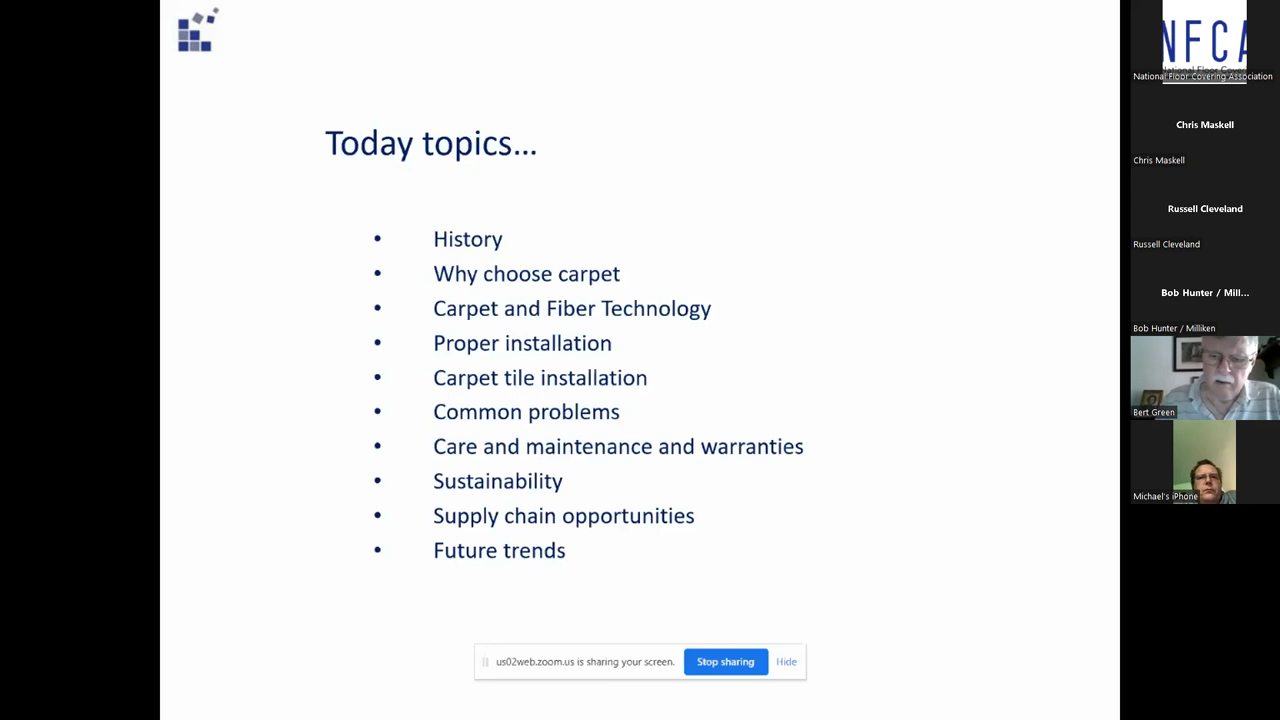 Today topics...
• History
• Why choose carpet
• Carpet and Fiber Technology
• Proper installation
• Carpet tile installation
• Common problems
• Care and maintenance and warranties
• Sustainability
• Supply chain opportunities
• Future trends
us02web.zoom.us is sharing your screen.
Stop sharing
Hide
NFCA
National Floor Covering Association
Chris Maskell
Chris Maskell
Russell Cleveland
Russell Cleveland
Bob Hunter / Mill...
Bob Hunter / Milliken
Bert Green
Michael's iPhone